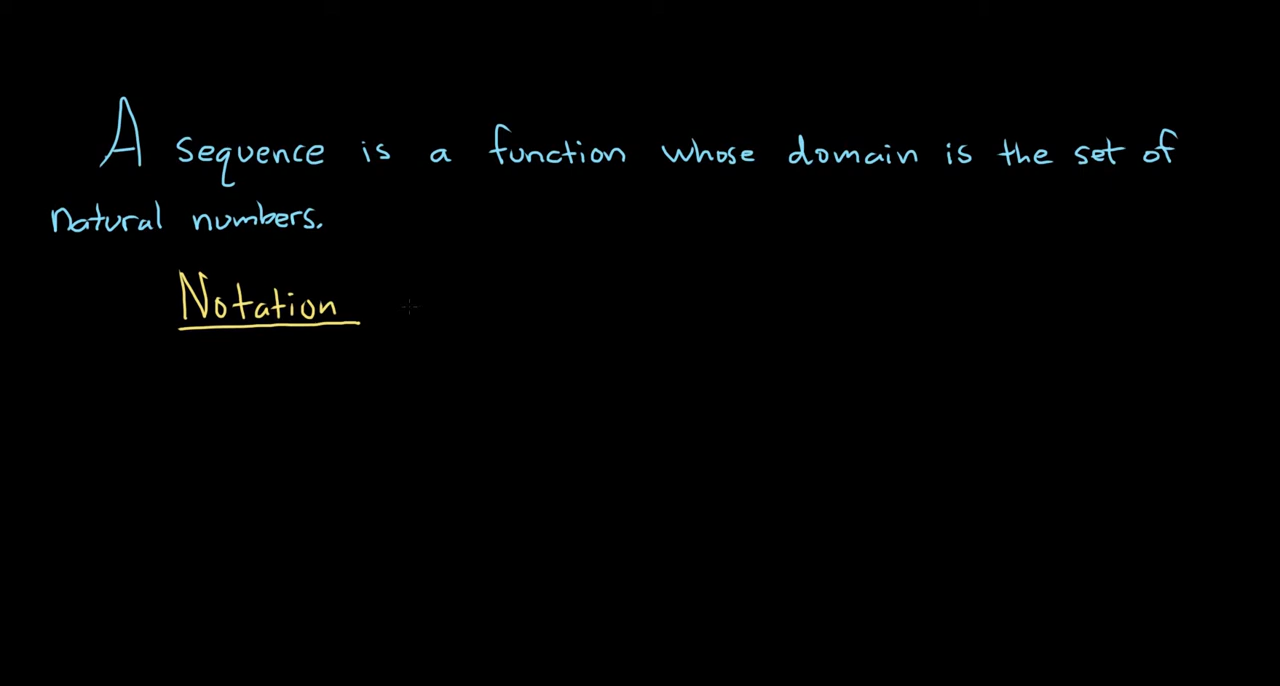 A sequence is a function whose domain is the set of
natural numbers.
Notation